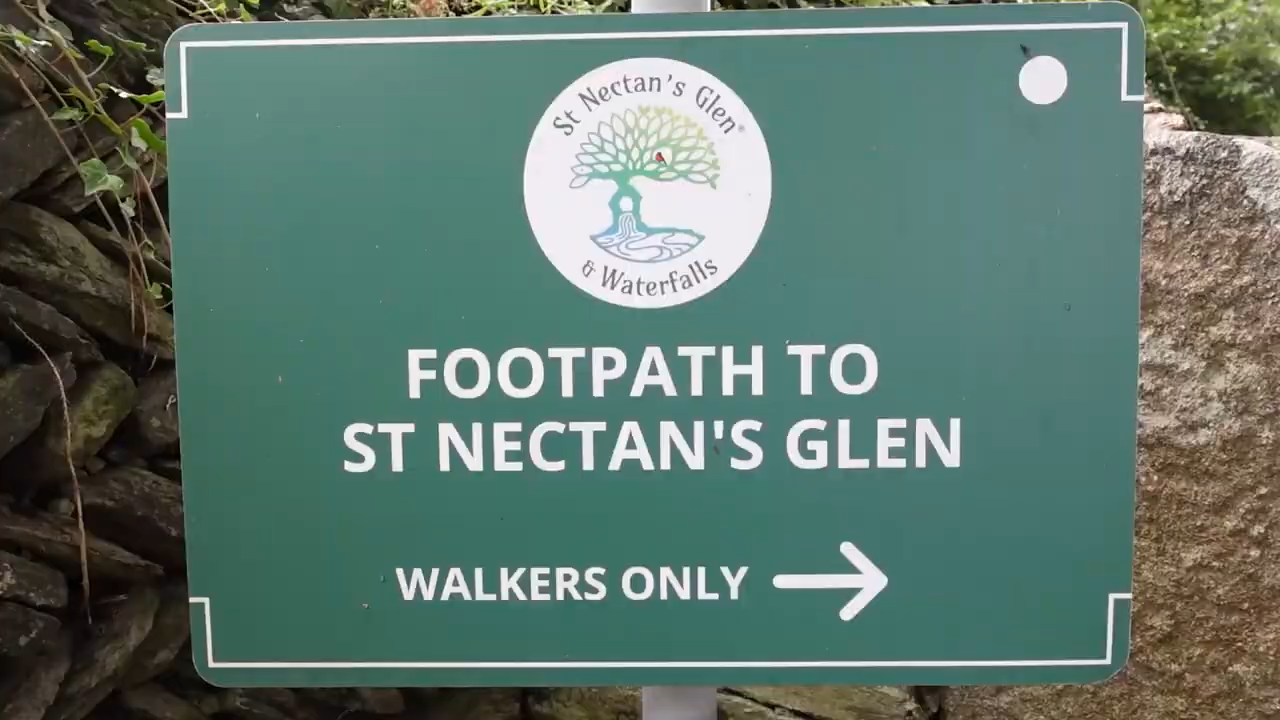 St Nectan's Glen®
& Waterfalls
FOOTPATH TO
ST NECTAN'S GLEN
WALKERS ONLY →